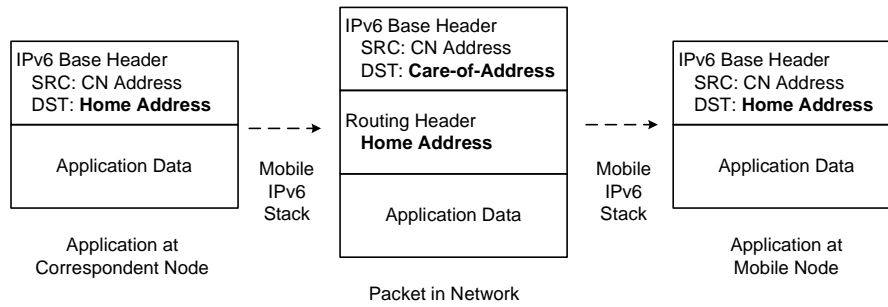 IPv6 Base Header
SRC: CN Address
DST: Home Address
Application Data
Application at
Correspondent Node
Mobile
IPv6
Stack
IPv6 Base Header
SRC: CN Address
DST: Care-of-Address
Routing Header
Home Address
Application Data
Packet in Network
Mobile
IPv6
Stack
IPv6 Base Header
SRC: CN Address
DST: Home Address
Application Data
Application at
Mobile Node